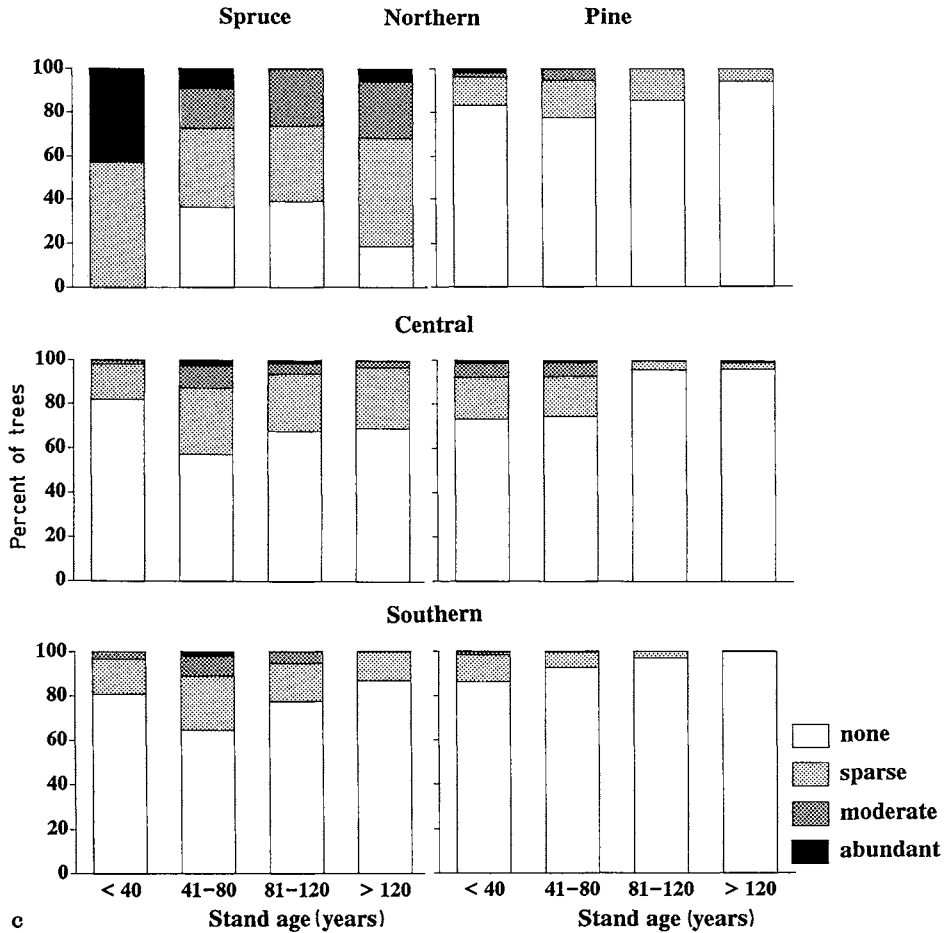 Spruce Northern Pine
100
80
60
40
20
0
Central
100
80
60
40
20
0
Percent of trees
Southern
100
80
60
40
20
0
none
sparse
moderate
abundant
< 40 41–80 81–120 > 120 < 40 41–80 81–120 > 120
c Stand age (years) Stand age (years)